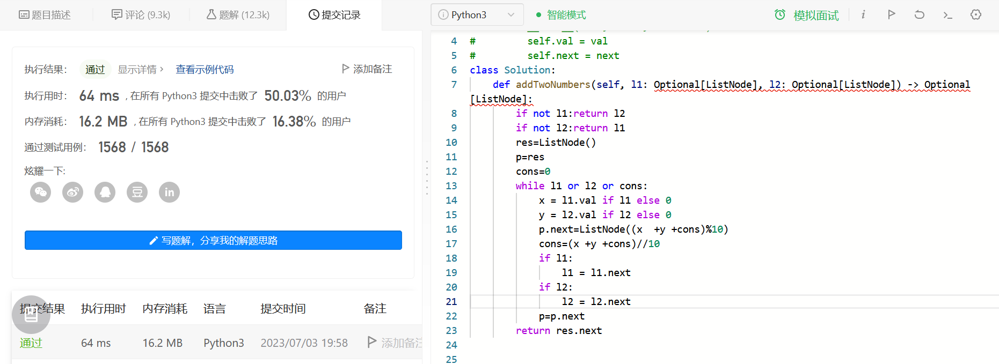 题目描述
评论 (9.3k)
题解 (12.3k)
提交记录
执行结果： 通过 显示详情 > 查看示例代码 添加备注
执行用时： 64 ms , 在所有 Python3 提交中击败了 50.03% 的用户
内存消耗： 16.2 MB , 在所有 Python3 提交中击败了 16.38% 的用户
通过测试用例： 1568 / 1568
炫耀一下:
豆 in
写题解，分享我的解题思路
提交结果 执行用时 内存消耗 语言 提交时间 备注
通过 64 ms 16.2 MB Python3 2023/07/03 19:58 添加备注
Python3 智能模式 模拟面试
4 #         self.val = val
5 #         self.next = next
6 class Solution:
7     def addTwoNumbers(self, l1: Optional[ListNode], l2: Optional[ListNode]) -> Optional
[ListNode]:
8         if not l1:return l2
9         if not l2:return l1
10         res=ListNode()
11         p=res
12         cons=0
13         while l1 or l2 or cons:
14             x = l1.val if l1 else 0
15             y = l2.val if l2 else 0
16             p.next=ListNode((x  +y +cons)%10)
17             cons=(x +y +cons)//10
18             if l1:
19                 l1 = l1.next
20             if l2:
21                 l2 = l2.next
22             p=p.next
23         return res.next
24
25